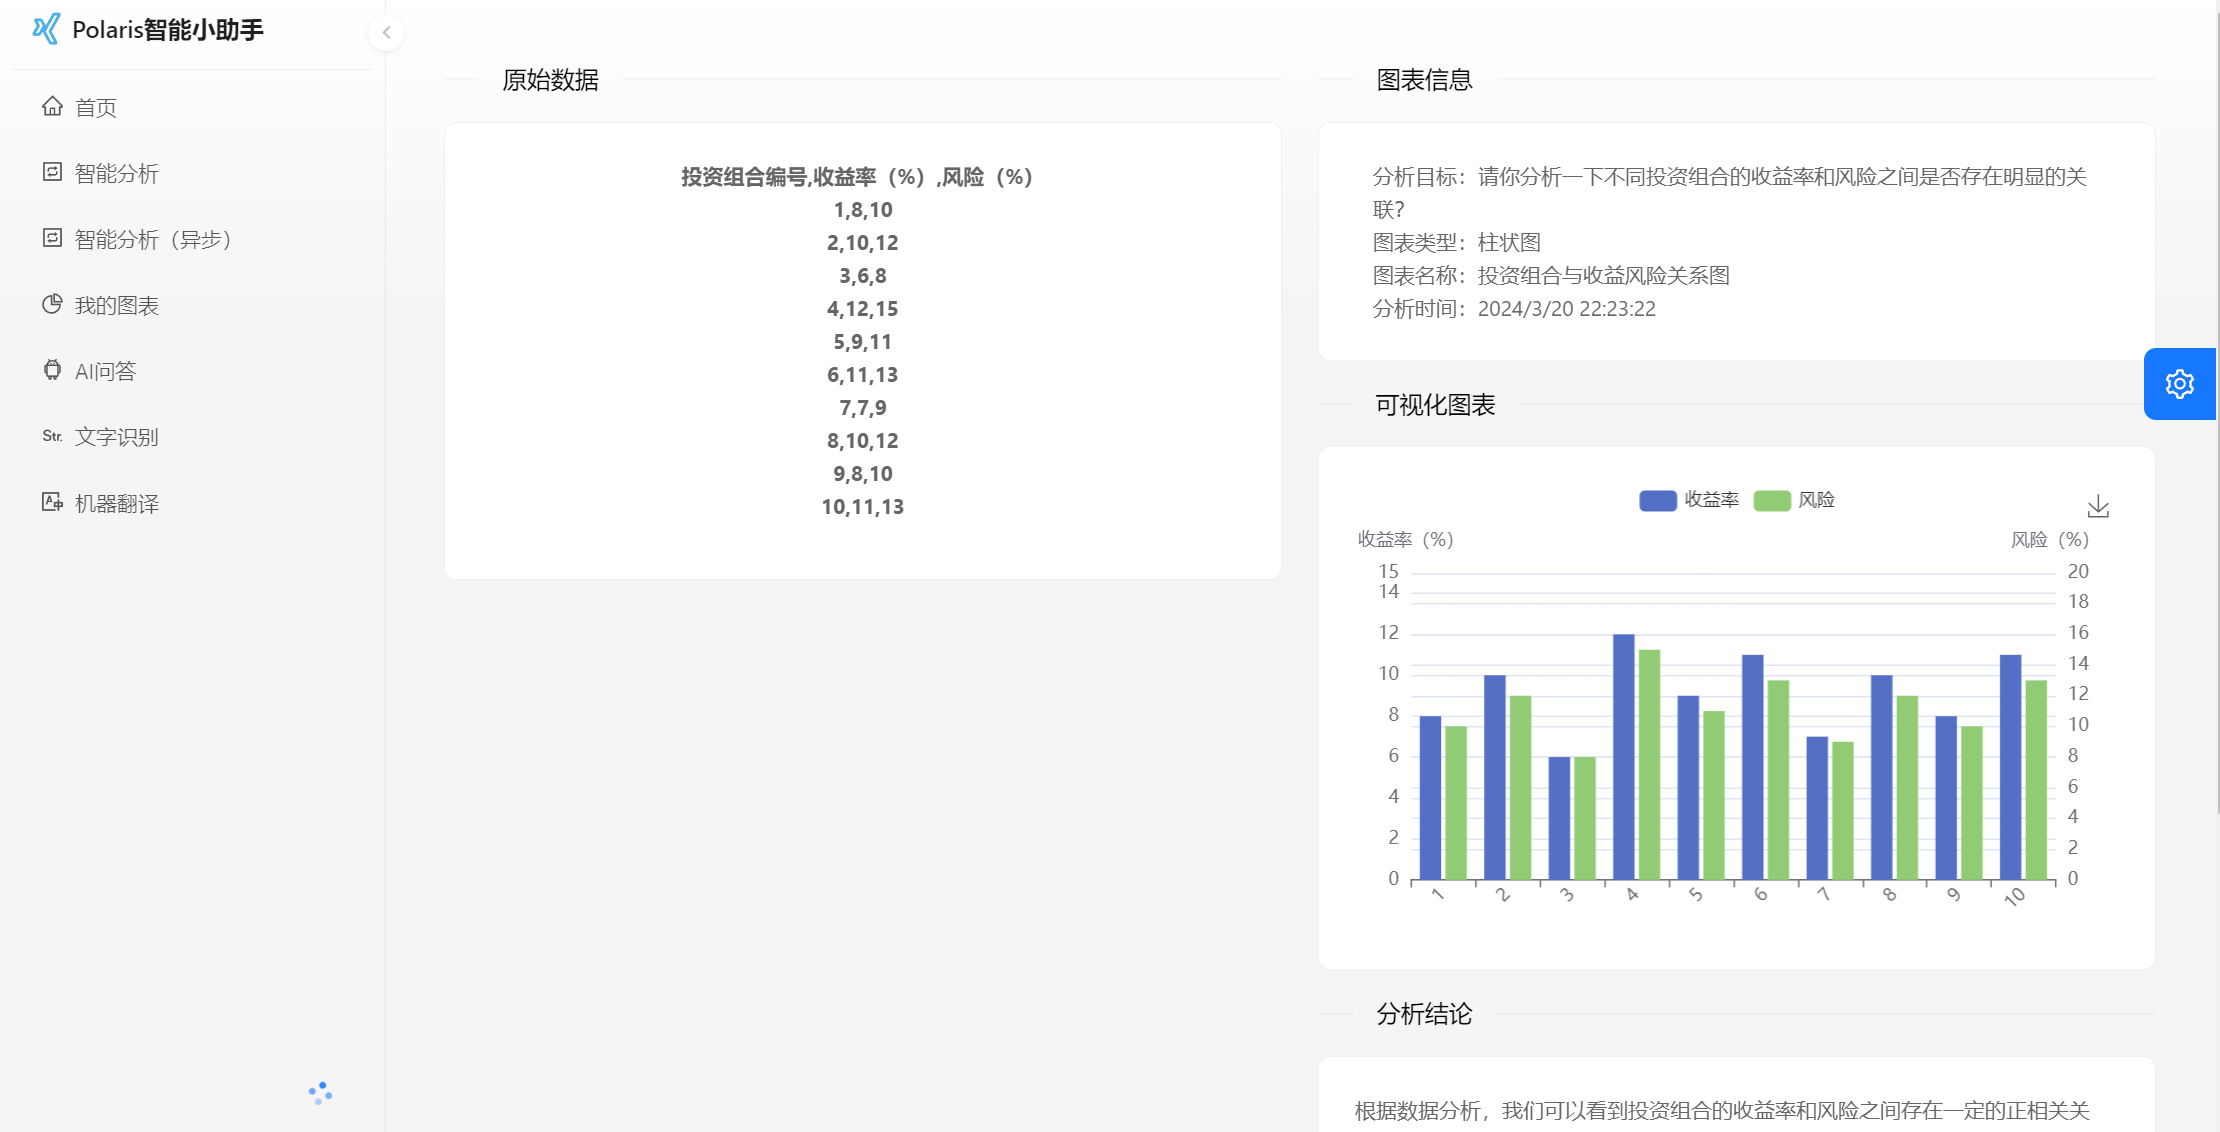 Polaris智能小助手
首页
智能分析
智能分析（异步）
我的图表
AI问答
Str. 文字识别
机器翻译
原始数据
投资组合编号,收益率（%）,风险（%）
1,8,10
2,10,12
3,6,8
4,12,15
5,9,11
6,11,13
7,7,9
8,10,12
9,8,10
10,11,13
图表信息
分析目标：请你分析一下不同投资组合的收益率和风险之间是否存在明显的关
联？
图表类型：柱状图
图表名称：投资组合与收益风险关系图
分析时间：2024/3/20 22:23:22
可视化图表
收益率 风险
收益率（%） 风险（%）
15 20
14
18
12 16
14
10
12
8 10
6 8
6
4
4
2
2
0 0
1 2 3 4 5 6 7 8 9 10
分析结论
根据数据分析，我们可以看到投资组合的收益率和风险之间存在一定的正相关关